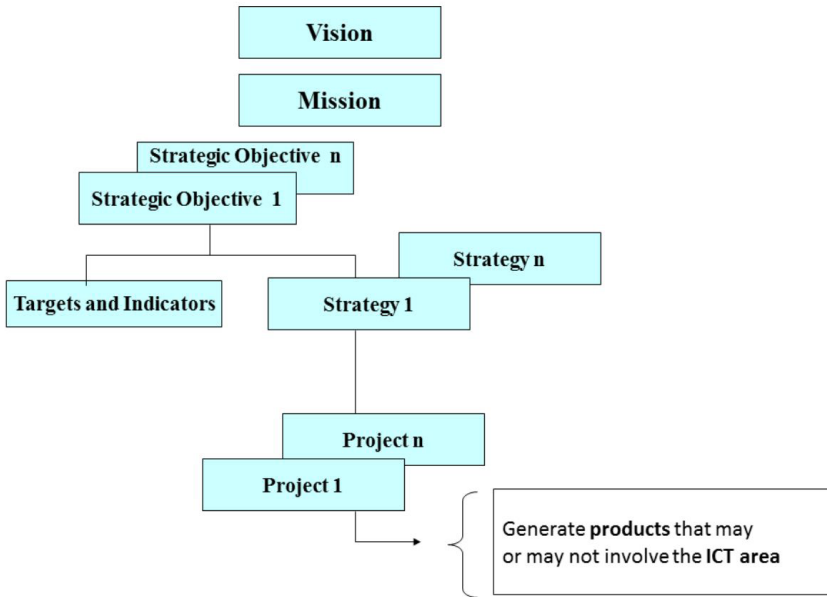 Vision
Mission
Strategic Objective n
Strategic Objective 1
Strategy n
Targets and Indicators
Strategy 1
Project n
Project 1
Generate products that may
or may not involve the ICT area